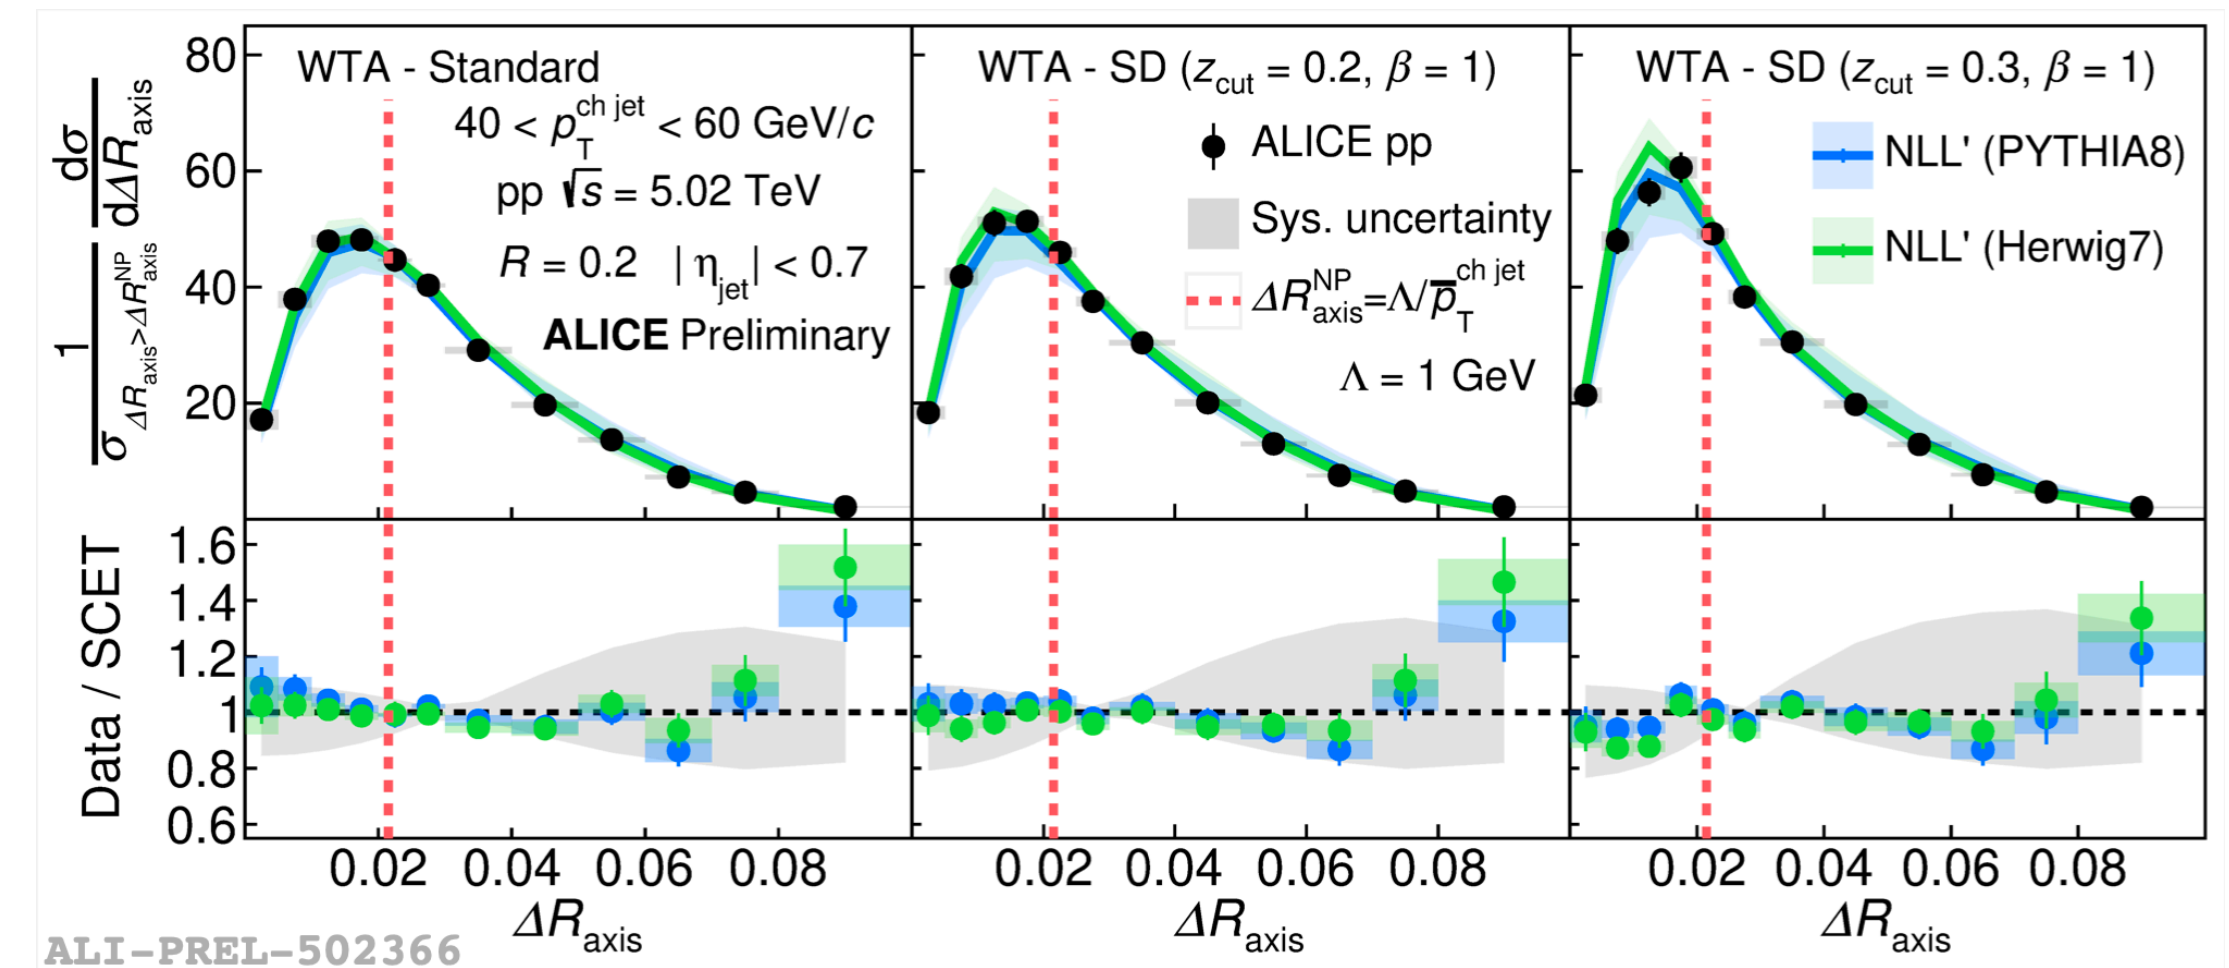 80
60
40
20
1
σ ΔR_axis>ΔR_axis^NP
dσ
dΔR_axis
WTA - Standard
40 < p_T^ch jet < 60 GeV/c
pp √s = 5.02 TeV
R = 0.2 | η_jet | < 0.7
ALICE Preliminary
WTA - SD (z_cut = 0.2, β = 1)
ALICE pp
Sys. uncertainty
ΔR_axis^NP=Λ/p̅_T^ch jet
Λ = 1 GeV
WTA - SD (z_cut = 0.3, β = 1)
NLL' (PYTHIA8)
NLL' (Herwig7)
Data / SCET
1.6
1.4
1.2
1
0.8
0.6
0.02 0.04 0.06 0.08
0.02 0.04 0.06 0.08
0.02 0.04 0.06 0.08
ΔR_axis
ΔR_axis
ΔR_axis
ALI-PREL-502366